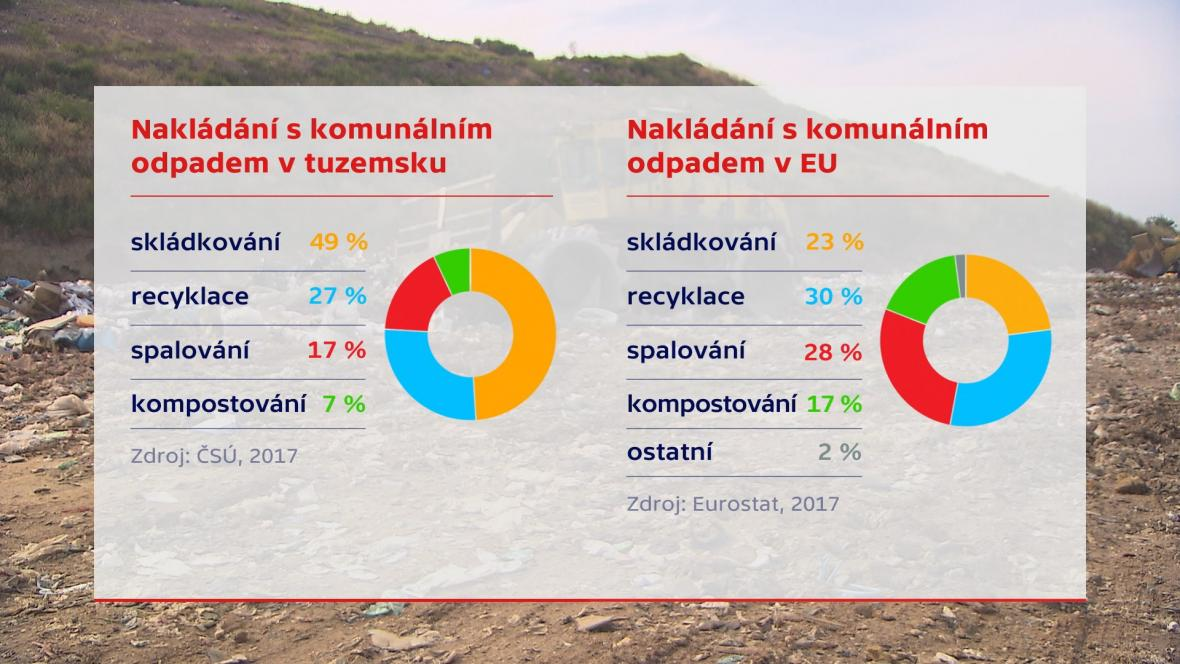 Nakládání s komunálním
odpadem v tuzemsku
skládkování 49 %
recyklace 27 %
spalování 17 %
kompostování 7 %
Zdroj: ČSÚ, 2017
Nakládání s komunálním
odpadem v EU
skládkování 23 %
recyklace 30 %
spalování 28 %
kompostování 17 %
ostatní 2 %
Zdroj: Eurostat, 2017